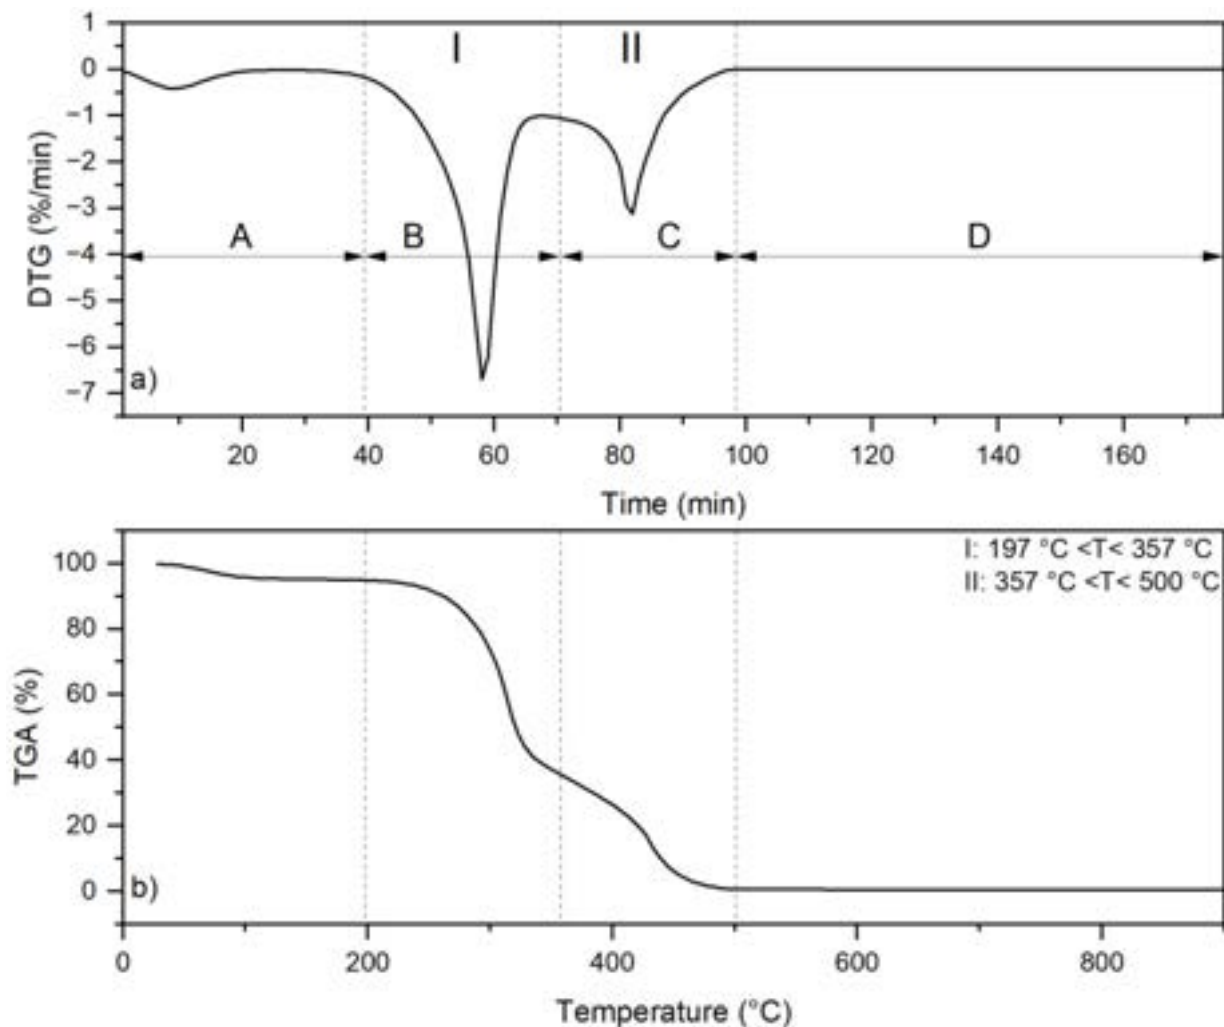 I II
1
0
−1
−2
−3
−4
−5
−6
−7
DTG (%/min)
A B C D
a)
20 40 60 80 100 120 140 160
Time (min)
I: 197 °C <T< 357 °C
II: 357 °C <T< 500 °C
100
80
60
40
20
0
TGA (%)
b)
0 200 400 600 800
Temperature (°C)